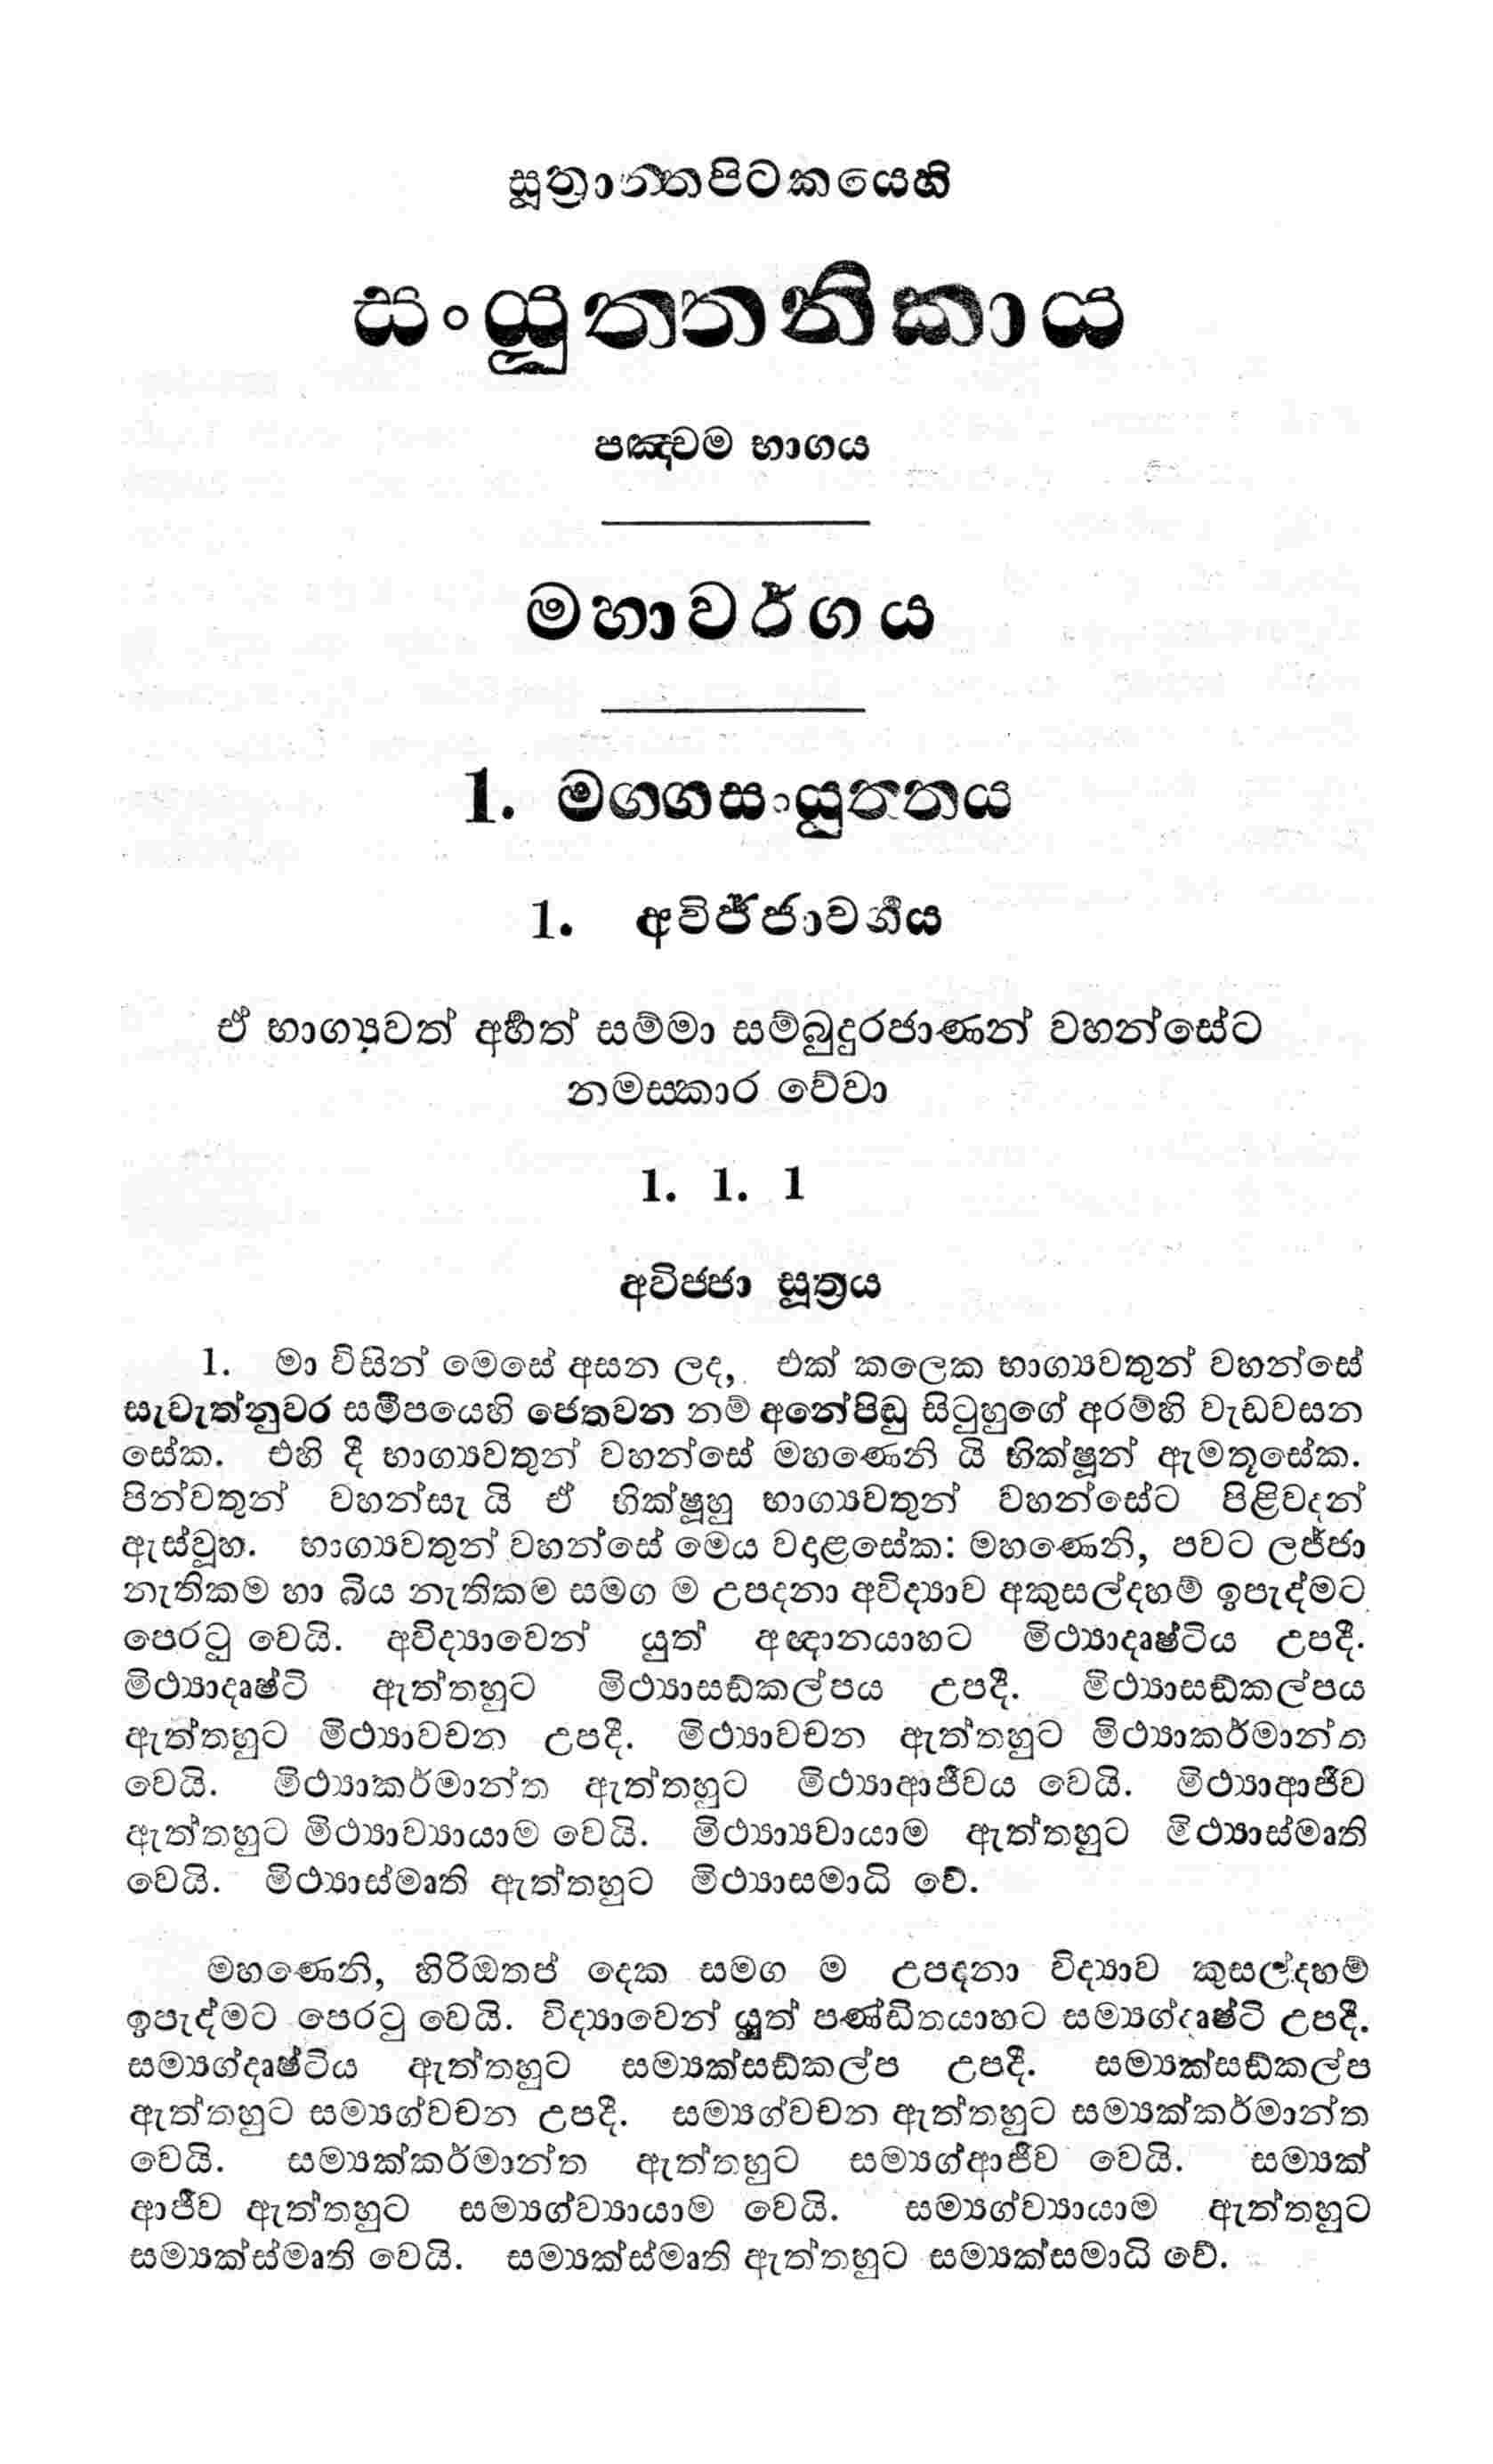 සූත්‍රාන්තපිටකයෙහි
සංයුත්තනිකාය
පඤ්චම භාගය
මහාවර්ගය
1. මග්ගසංයුත්තය
1. අවිජ්ජාවර්ගය
ඒ භාග්‍යවත් අර්හත් සම්මා සම්බුදුරජාණන් වහන්සේට
නමස්කාර වේවා
1. 1. 1
අවිජ්ජා සූත්‍රය
1. මා විසින් මෙසේ අසන ලද, එක් කලෙක භාග්‍යවතුන් වහන්සේ
සැවැත්නුවර සමීපයෙහි ජෙතවන නම් අනේපිඬු සිටුහුගේ අරම්හි වැඩවසන
සේක. එහි දී භාග්‍යවතුන් වහන්සේ මහණෙනි යි භික්ෂූන් ඇමතූසේක.
පින්වතුන් වහන්සැ යි ඒ භික්ෂූහු භාග්‍යවතුන් වහන්සේට පිළිවදන්
ඇස්වූහ. භාග්‍යවතුන් වහන්සේ මෙය වදාළසේක: මහණෙනි, පවට ලජ්ජා
නැතිකම හා බිය නැතිකම සමග ම උපදනා අවිද්‍යාව අකුසල්දහම් ඉපැද්මට
පෙරටු වෙයි. අවිද්‍යාවෙන් යුත් අඥානයාහට මිථ්‍යාදෘෂ්ටිය උපදී.
මිථ්‍යාදෘෂ්ටි ඇත්තහුට මිථ්‍යාසඞ්කල්පය උපදී. මිථ්‍යාසඞ්කල්පය
ඇත්තහුට මිථ්‍යාවචන උපදී. මිථ්‍යාවචන ඇත්තහුට මිථ්‍යාකර්මාන්ත
වෙයි. මිථ්‍යාකර්මාන්ත ඇත්තහුට මිථ්‍යාආජීවය වෙයි. මිථ්‍යාආජීව
ඇත්තහුට මිථ්‍යාව්‍යායාම වෙයි. මිථ්‍යාව්‍යායාම ඇත්තහුට මිථ්‍යාස්මෘති
වෙයි. මිථ්‍යාස්මෘති ඇත්තහුට මිථ්‍යාසමාධි වේ.
මහණෙනි, හිරිඔතප් දෙක සමග ම උපදනා විද්‍යාව කුසල්දහම්
ඉපැද්මට පෙරටු වෙයි. විද්‍යාවෙන් යුත් පණ්ඩිතයාහට සම්‍යග්දෘෂ්ටි උපදී.
සම්‍යග්දෘෂ්ටිය ඇත්තහුට සම්‍යක්සඞ්කල්ප උපදී. සම්‍යක්සඞ්කල්ප
ඇත්තහුට සම්‍යග්වචන උපදී. සම්‍යග්වචන ඇත්තහුට සම්‍යක්කර්මාන්ත
වෙයි. සම්‍යක්කර්මාන්ත ඇත්තහුට සම්‍යග්ආජීව වෙයි. සම්‍යක්
ආජීව ඇත්තහුට සම්‍යග්ව්‍යායාම වෙයි. සම්‍යග්ව්‍යායාම ඇත්තහුට
සම්‍යක්ස්මෘති වෙයි. සම්‍යක්ස්මෘති ඇත්තහුට සම්‍යක්සමාධි වේ.